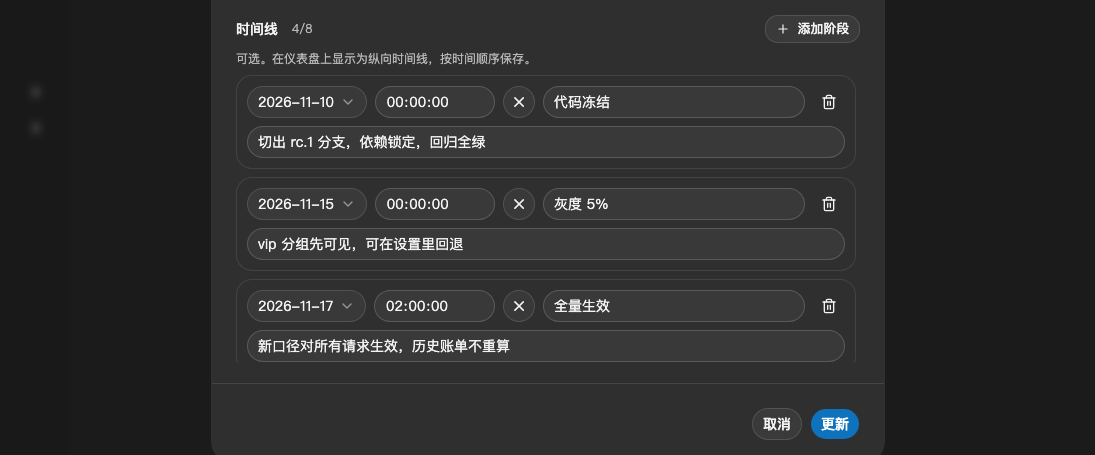 时间线 4/8 添加阶段
可选。在仪表盘上显示为纵向时间线，按时间顺序保存。
2026-11-10 00:00:00 代码冻结
切出 rc.1 分支，依赖锁定，回归全绿
2026-11-15 00:00:00 灰度 5%
vip 分组先可见，可在设置里回退
2026-11-17 02:00:00 全量生效
新口径对所有请求生效，历史账单不重算
取消 更新